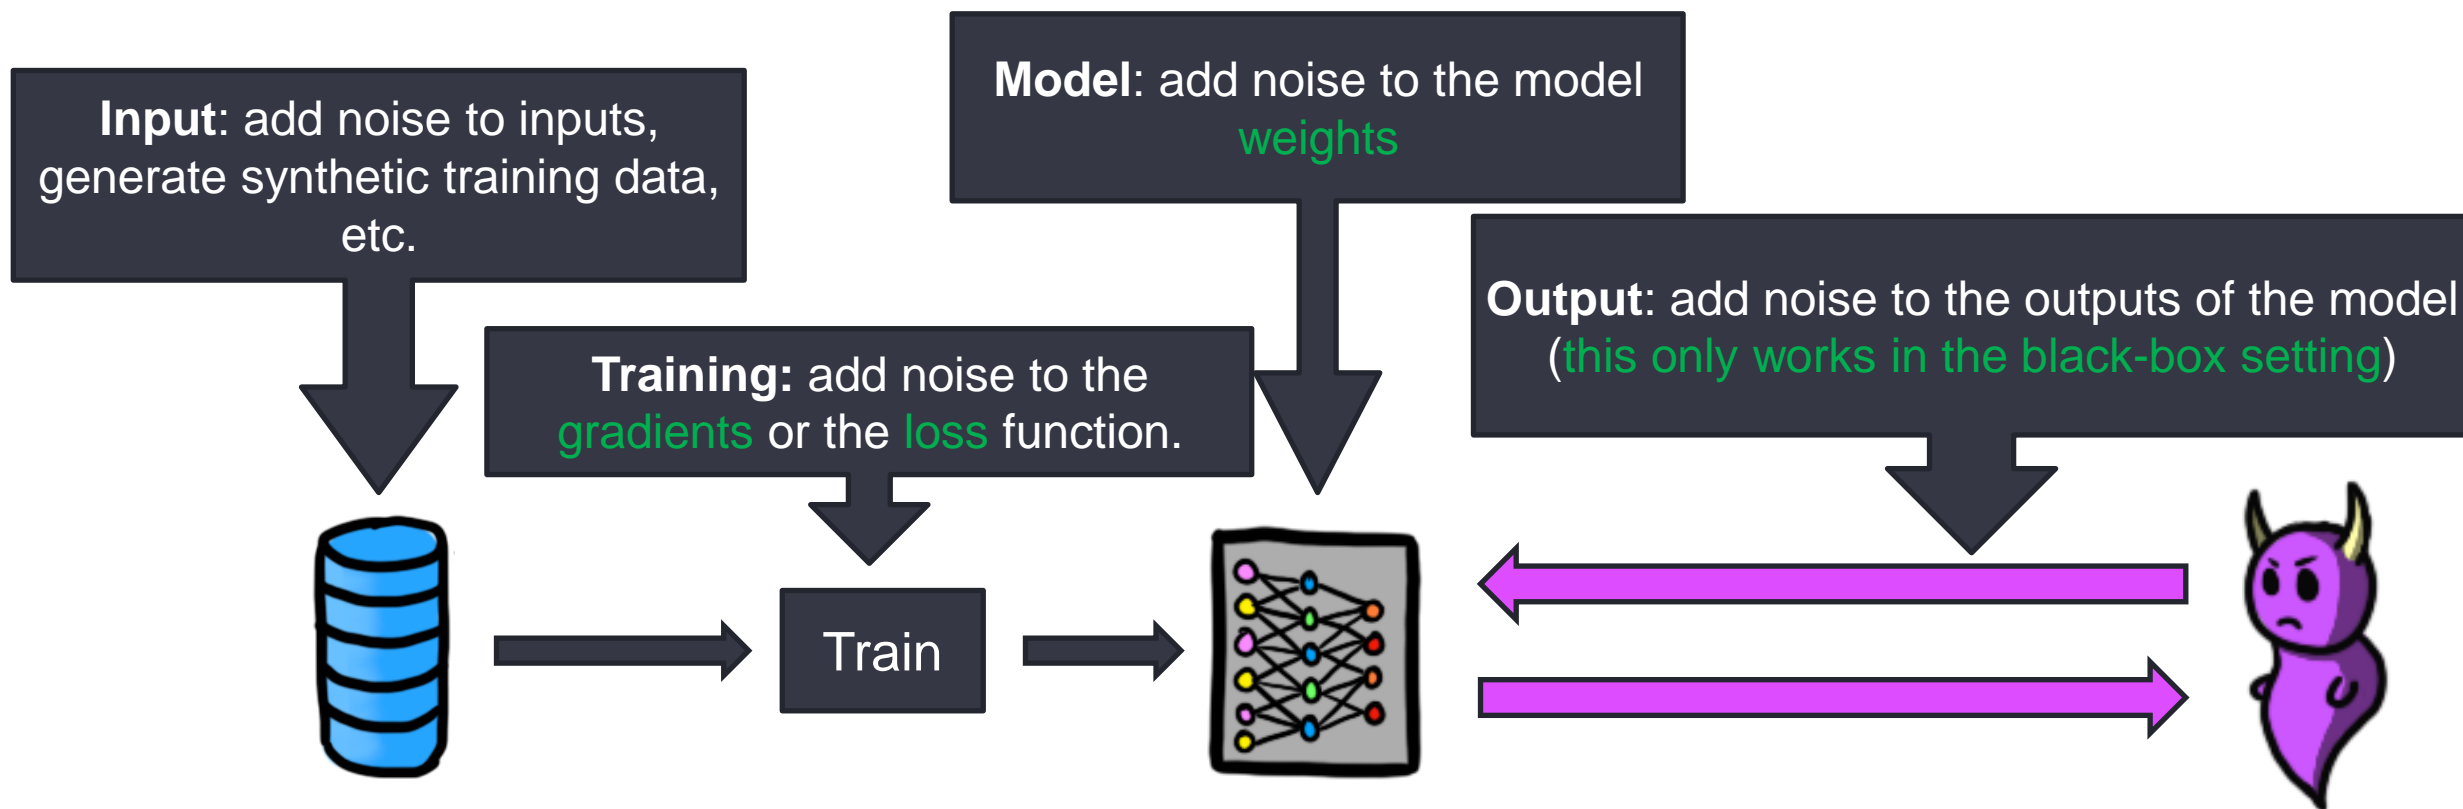 Input: add noise to inputs,
generate synthetic training data,
etc.
Training: add noise to the
gradients or the loss function.
Model: add noise to the model
weights
Output: add noise to the outputs of the model
(this only works in the black-box setting)
Train